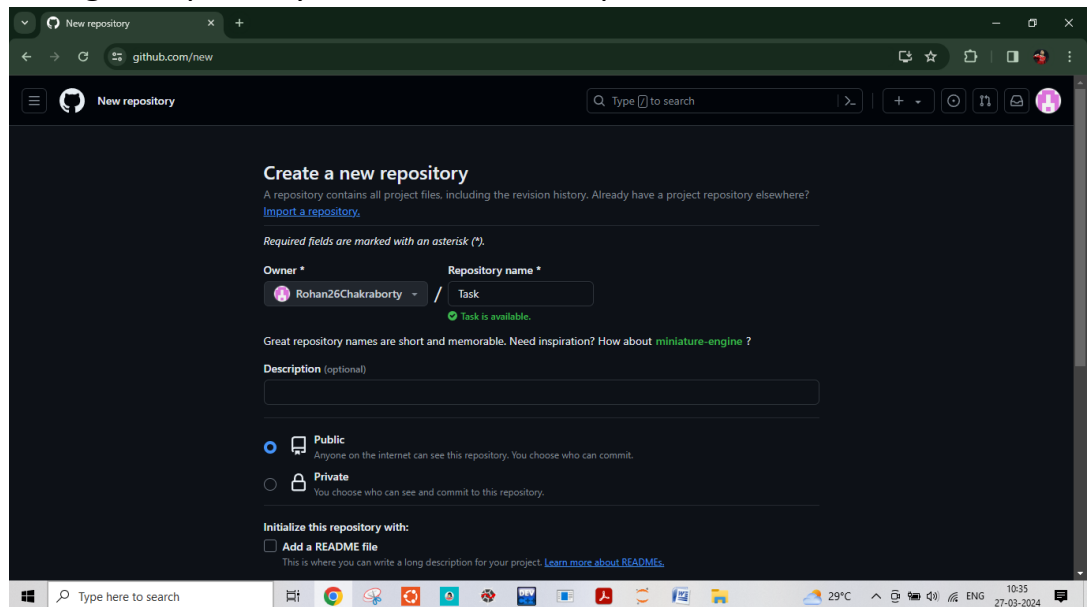 New repository
github.com/new
New repository
Type / to search
Create a new repository
A repository contains all project files, including the revision history. Already have a project repository elsewhere?
Import a repository.
Required fields are marked with an asterisk (*).
Owner * Repository name *
Rohan26Chakraborty / Task
Task is available.
Great repository names are short and memorable. Need inspiration? How about miniature-engine ?
Description (optional)
Public
Anyone on the internet can see this repository. You choose who can commit.
Private
You choose who can see and commit to this repository.
Initialize this repository with:
Add a README file
This is where you can write a long description for your project. Learn more about READMEs.
Type here to search
DEV
29°C
ENG
10:35
27-03-2024